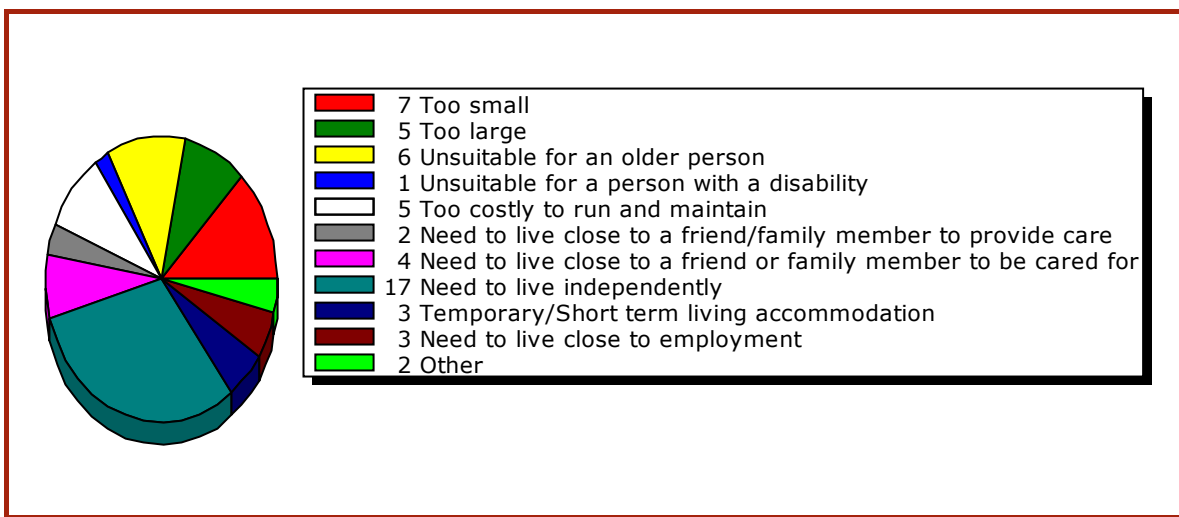 7 Too small
5 Too large
6 Unsuitable for an older person
1 Unsuitable for a person with a disability
5 Too costly to run and maintain
2 Need to live close to a friend/family member to provide care
4 Need to live close to a friend or family member to be cared for
17 Need to live independently
3 Temporary/Short term living accommodation
3 Need to live close to employment
2 Other